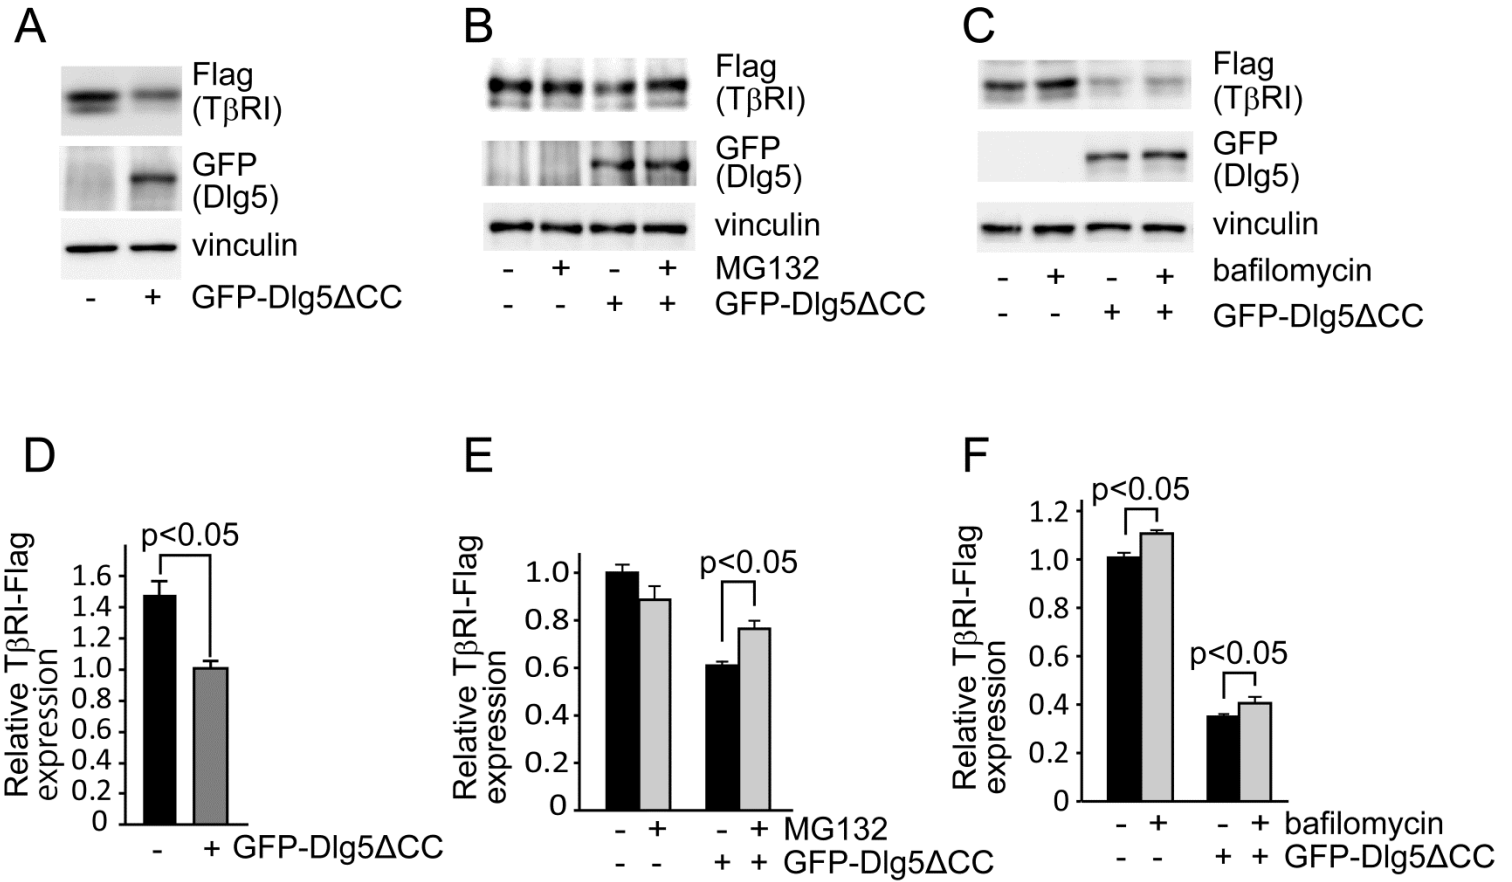 A
Flag
(TβRI)
GFP
(Dlg5)
vinculin
- + GFP-Dlg5ΔCC
B
Flag
(TβRI)
GFP
(Dlg5)
vinculin
- + - + MG132
- - + + GFP-Dlg5ΔCC
C
Flag
(TβRI)
GFP
(Dlg5)
vinculin
- + - + bafilomycin
- - + + GFP-Dlg5ΔCC
D
Relative TβRI-Flag
expression
p<0.05
1.6
1.4
1.2
1.0
0.8
0.6
0.4
0.2
0
- + GFP-Dlg5ΔCC
E
Relative TβRI-Flag
expression
p<0.05
1.0
0.8
0.6
0.4
0.2
0
- + - + MG132
- - + + GFP-Dlg5ΔCC
F
Relative TβRI-Flag
expression
p<0.05
p<0.05
1.2
1.0
0.8
0.6
0.4
0.2
0
- + - + bafilomycin
- - + + GFP-Dlg5ΔCC